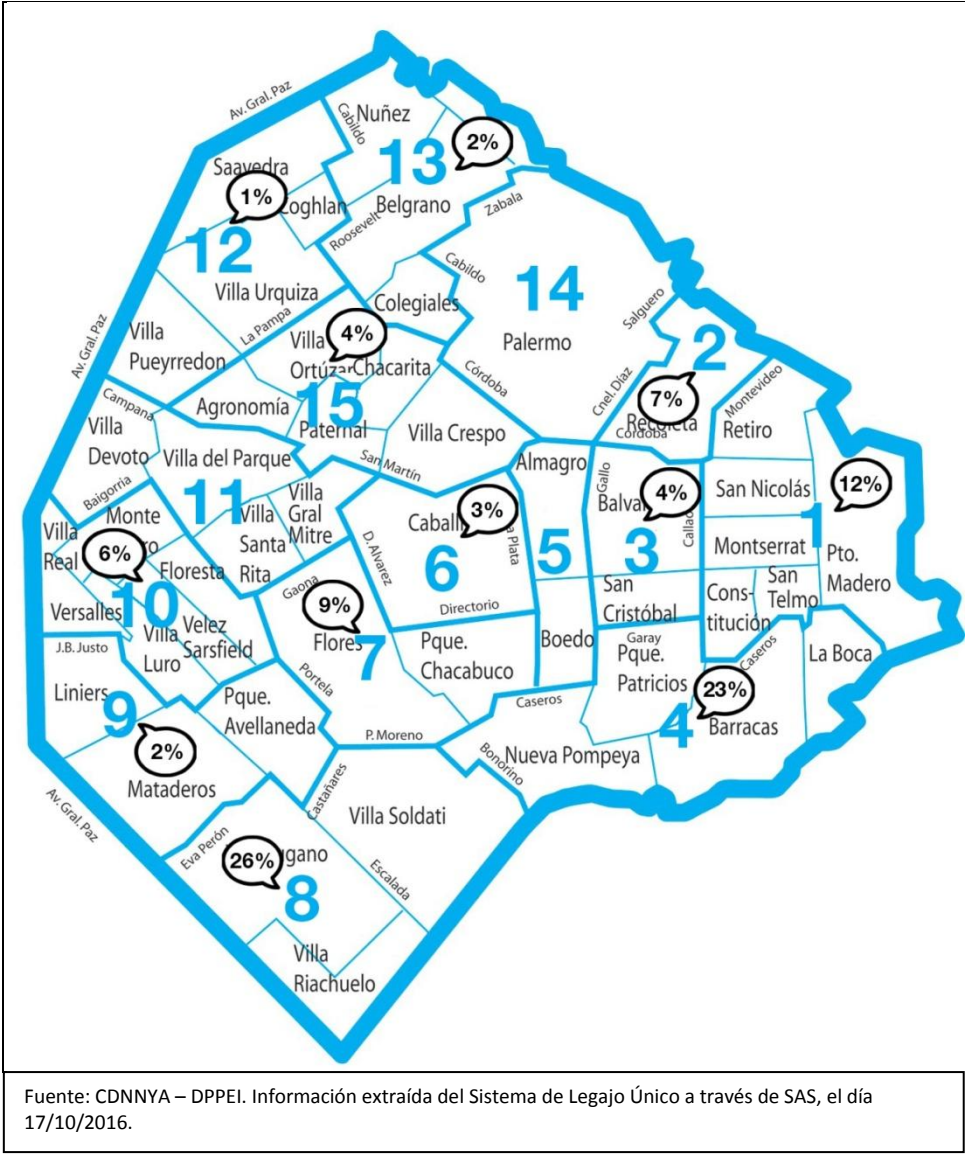 Av. Gral. Paz
Cabildo
Nuñez
13
2%
Saavedra
1%
Coghlan
Roosevelt
Belgrano
Zabala
12
Cabildo
14
Villa Urquiza
Colegiales
Salguero
La Pampa
Av. Gral. Paz
Villa
Pueyrredon
Villa
Ortúzar
4%
Chacarita
Palermo
2
Córdoba
Cnel. Díaz
7%
Recoleta
Montevideo
Campana
Agronomía
15
Paternal
Villa Crespo
Córdoba
Retiro
Villa
Devoto
Villa del Parque
San Martín
Almagro
Gallo
4%
Callao
San Nicolás
12%
1
Baigorria
11
Villa
Gral
Mitre
3%
6
5
3
Monte
Villa
Real
6%
Floresta
Villa
Santa
Rita
D. Alvarez
Plata
Montserrat
Pto.
Madero
10
Versalles
Gaona
9%
Flores
7
Directorio
San
Cristóbal
Cons-
titución
San
Telmo
Villa
Luro
Velez
Sarsfield
Pque.
Chacabuco
Boedo
Garay
Pque.
Patricios
Caseros
La Boca
J.B. Justo
Liniers
9
Portela
Pque.
Avellaneda
Caseros
23%
4
Barracas
2%
Mataderos
P. Moreno
Bonorino
Nueva Pompeya
Av. Gral. Paz
Castañares
Villa Soldati
Eva Perón
26%
8
Escalada
Villa
Riachuelo
Fuente: CDNNYA – DPPEI. Información extraída del Sistema de Legajo Único a través de SAS, el día
17/10/2016.